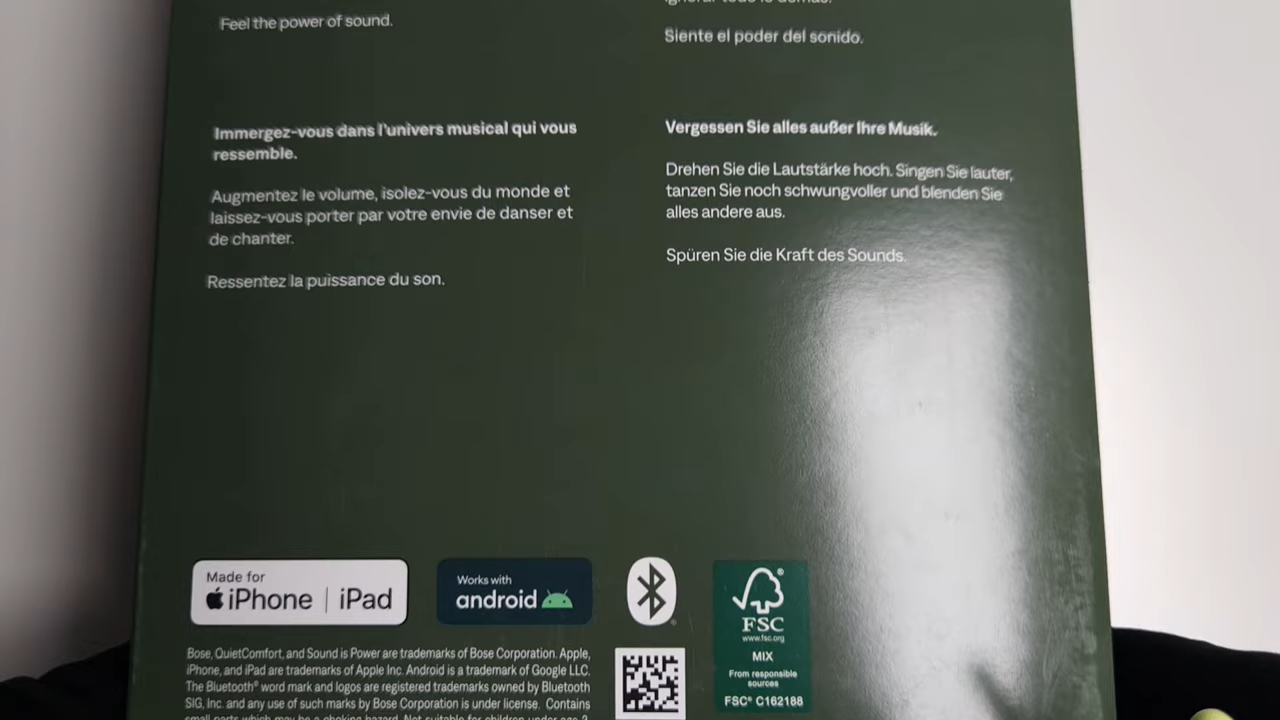 Feel the power of sound.
Siente el poder del sonido.
Immergez-vous dans l'univers musical qui vous
ressemble.
Augmentez le volume, isolez-vous du monde et
laissez-vous porter par votre envie de danser et
de chanter.
Ressentez la puissance du son.
Vergessen Sie alles außer Ihre Musik.
Drehen Sie die Lautstärke hoch. Singen Sie lauter,
tanzen Sie noch schwungvoller und blenden Sie
alles andere aus.
Spüren Sie die Kraft des Sounds.
Made for
iPhone | iPad
Works with
android
FSC
www.fsc.org
MIX
From responsible
sources
FSC® C162188
Bose, QuietComfort, and Sound is Power are trademarks of Bose Corporation. Apple,
iPhone, and iPad are trademarks of Apple Inc. Android is a trademark of Google LLC.
The Bluetooth® word mark and logos are registered trademarks owned by Bluetooth
SIG, Inc. and any use of such marks by Bose Corporation is under license. Contains